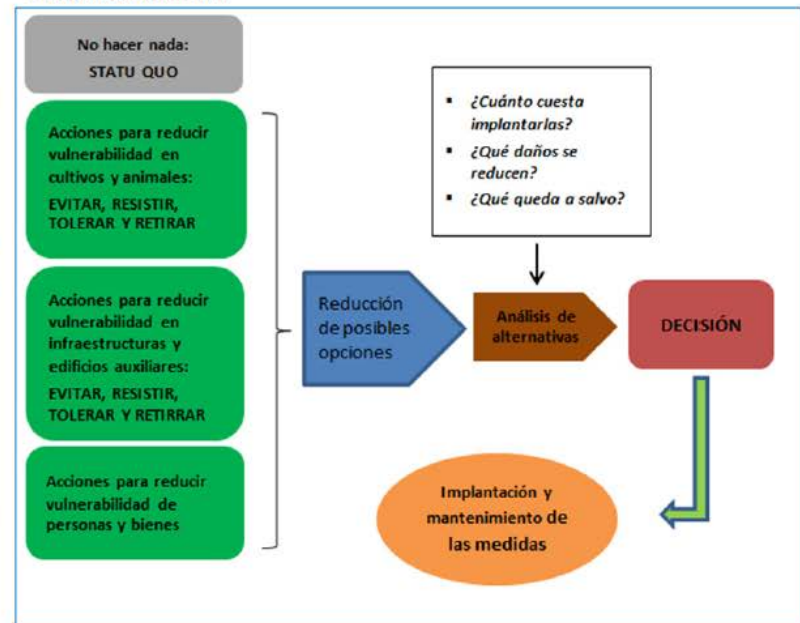 No hacer nada:
STATU QUO
Acciones para reducir
vulnerabilidad en
cultivos y animales:
EVITAR, RESISTIR,
TOLERAR Y RETIRAR
Acciones para reducir
vulnerabilidad en
infraestructuras y
edificios auxiliares:
EVITAR, RESISTIR,
TOLERAR Y RETIRRAR
Acciones para reducir
vulnerabilidad de
personas y bienes
Reducción
de posibles
opciones
▪ ¿Cuánto cuesta
implantarlas?
▪ ¿Qué daños se
reducen?
▪ ¿Qué queda a salvo?
Análisis de
alternativas
DECISIÓN
Implantación y
mantenimiento de
las medidas